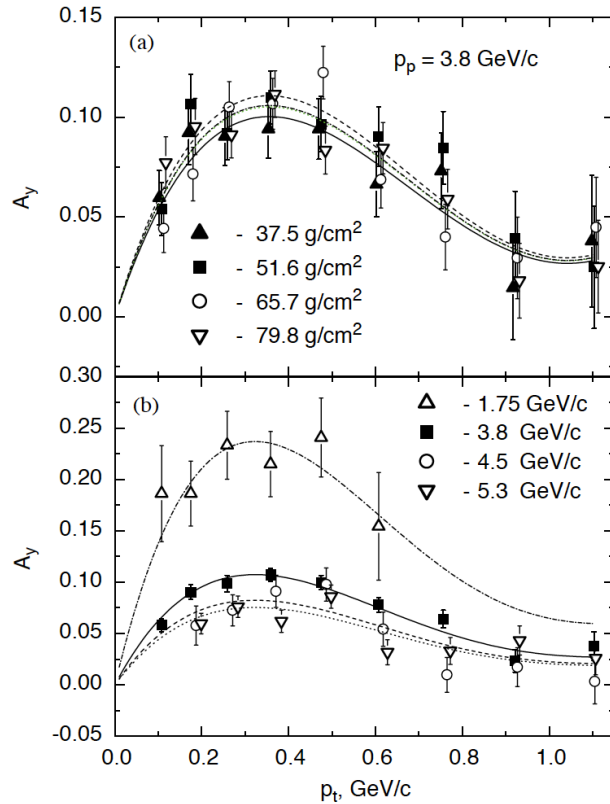 0.15
(a)
p_p = 3.8 GeV/c
0.10
A_y
0.05
- 37.5 g/cm²
- 51.6 g/cm²
- 65.7 g/cm²
0.00
- 79.8 g/cm²
0.30
(b)
- 1.75 GeV/c
- 3.8 GeV/c
0.25
- 4.5 GeV/c
- 5.3 GeV/c
0.20
0.15
A_y
0.10
0.05
0.00
-0.05
0.0 0.2 0.4 0.6 0.8 1.0
p_t, GeV/c